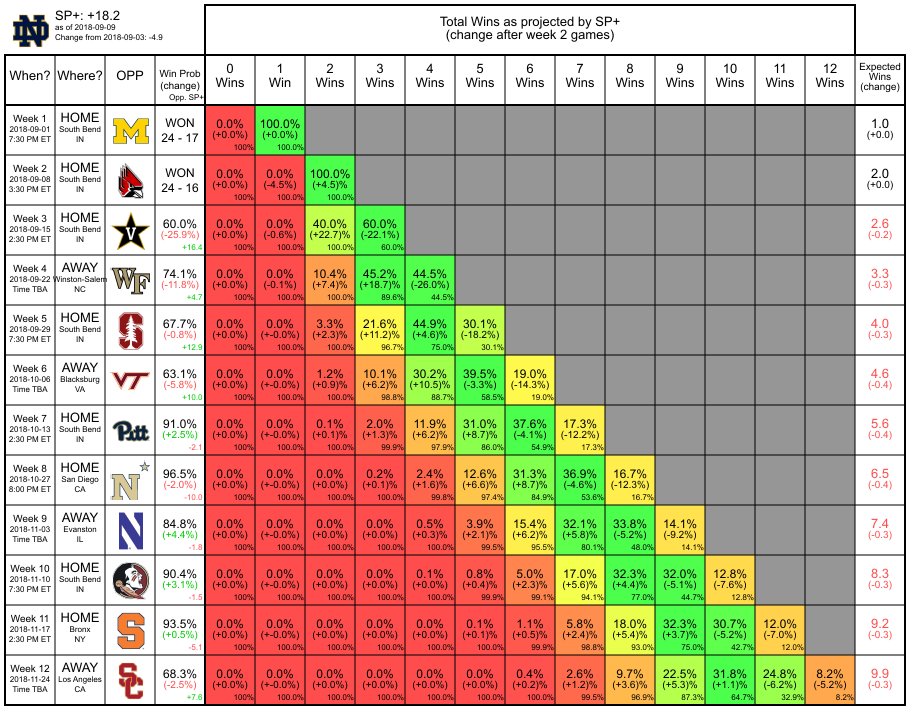 SP+: +18.2
as of 2018-09-09
Change from 2018-09-03: -4.9
Total Wins as projected by SP+
(change after week 2 games)
When? Where? OPP Win Prob (change) Opp. SP+ 0 Wins 1 Win 2 Wins 3 Wins 4 Wins 5 Wins 6 Wins 7 Wins 8 Wins 9 Wins 10 Wins 11 Wins 12 Wins Expected Wins (change)
Week 1 HOME WON 0.0% 100.0% 1.0
2018-09-01 South Bend M (+0.0%) (+0.0%) (+0.0)
7:30 PM ET IN 24 - 17 100% 100.0%
Week 2 HOME WON 0.0% 0.0% 100.0% 2.0
2018-09-08 South Bend (+0.0%) (-4.5%) (+4.5)% (+0.0)
3:30 PM ET IN 24 - 16 100% 100% 100.0%
Week 3 HOME 60.0% 0.0% 0.0% 40.0% 60.0% 2.6
2018-09-15 South Bend V (-25.9%) (+0.0%) (-0.6%) (+22.7)% (-22.1%) (-0.2)
2:30 PM ET IN +16.4 100% 100% 100.0% 60.0%
Week 4 AWAY 74.1% 0.0% 0.0% 10.4% 45.2% 44.5% 3.3
2018-09-22 Winston-Salem WF (-11.8%) (+0.0%) (-0.1%) (+7.4)% (+18.7)% (-26.0%) (-0.3)
Time TBA NC +4.7 100% 100% 100.0% 89.6% 44.5%
Week 5 HOME 67.7% 0.0% 0.0% 3.3% 21.6% 44.9% 30.1% 4.0
2018-09-29 South Bend S (-0.8%) (+0.0%) (+-0.0%) (+2.3)% (+11.2)% (+4.6)% (-18.2%) (-0.3)
7:30 PM ET IN +12.9 100% 100.0% 100.0% 96.7% 75.0% 30.1%
Week 6 AWAY 63.1% 0.0% 0.0% 1.2% 10.1% 30.2% 39.5% 19.0% 4.6
2018-10-06 Blacksburg VT (-5.8%) (+0.0%) (+-0.0%) (+0.9)% (+6.2)% (+10.5)% (-3.3%) (-14.3%) (-0.4)
Time TBA VA +10.0 100% 100.0% 100.0% 98.8% 88.7% 58.5% 19.0%
Week 7 HOME 91.0% 0.0% 0.0% 0.1% 2.0% 11.9% 31.0% 37.6% 17.3% 5.6
2018-10-13 South Bend Pitt (+2.5%) (+0.0%) (+-0.0%) (+0.1)% (+1.3)% (+6.2)% (+8.7)% (-4.1%) (-12.2%) (-0.4)
2:30 PM ET IN -2.1 100% 100.0% 100.0% 99.9% 97.9% 86.0% 54.9% 17.3%
Week 8 HOME 96.5% 0.0% 0.0% 0.0% 0.2% 2.4% 12.6% 31.3% 36.9% 16.7% 6.5
2018-10-27 San Diego N (-2.0%) (+0.0%) (+-0.0%) (+0.0)% (+0.1)% (+1.6)% (+6.6)% (+8.7)% (-4.6%) (-12.3%) (-0.4)
8:00 PM ET CA -10.0 100% 100% 100.0% 100.0% 99.8% 97.4% 84.9% 53.6% 16.7%
Week 9 AWAY 84.8% 0.0% 0.0% 0.0% 0.0% 0.5% 3.9% 15.4% 32.1% 33.8% 14.1% 7.4
2018-11-03 Evanston N (+4.4%) (+0.0%) (+-0.0%) (+0.0)% (+0.0)% (+0.3)% (+2.1)% (+6.2)% (+5.8)% (-5.2%) (-9.2%) (-0.3)
Time TBA IL -1.8 100% 100% 100.0% 100.0% 100.0% 99.5% 95.5% 80.1% 48.0% 14.1%
Week 10 HOME 90.4% 0.0% 0.0% 0.0% 0.0% 0.1% 0.8% 5.0% 17.0% 32.3% 32.0% 12.8% 8.3
2018-11-10 South Bend (+3.1%) (+0.0%) (+-0.0%) (+0.0)% (+0.0)% (+0.0)% (+0.4)% (+2.3)% (+5.6)% (+4.4)% (-5.1%) (-7.6%) (-0.3)
7:30 PM ET IN -1.5 100% 100% 100.0% 100.0% 100.0% 99.9% 99.1% 94.1% 77.0% 44.7% 12.8%
Week 11 HOME 93.5% 0.0% 0.0% 0.0% 0.0% 0.0% 0.1% 1.1% 5.8% 18.0% 32.3% 30.7% 12.0% 9.2
2018-11-17 Bronx S (+0.5%) (+0.0%) (+-0.0%) (+0.0)% (+0.0)% (+0.0)% (+0.1)% (+0.5)% (+2.4)% (+5.4)% (+3.7)% (-5.2%) (-7.0%) (-0.3)
2:30 PM ET NY -5.1 100% 100% 100.0% 100.0% 100.0% 100.0% 99.9% 98.8% 93.0% 75.0% 42.7% 12.0%
Week 12 AWAY 68.3% 0.0% 0.0% 0.0% 0.0% 0.0% 0.0% 0.4% 2.6% 9.7% 22.5% 31.8% 24.8% 8.2% 9.9
2018-11-24 Los Angeles SC (-2.5%) (+0.0%) (+-0.0%) (+0.0)% (+0.0)% (+0.0)% (+0.0)% (+0.2)% (+1.2)% (+3.6)% (+5.3)% (+1.1)% (-6.2%) (-5.2%) (-0.3)
Time TBA CA +7.6 100% 100% 100.0% 100.0% 100.0% 100.0% 100.0% 99.5% 96.9% 87.3% 64.7% 32.9% 8.2%